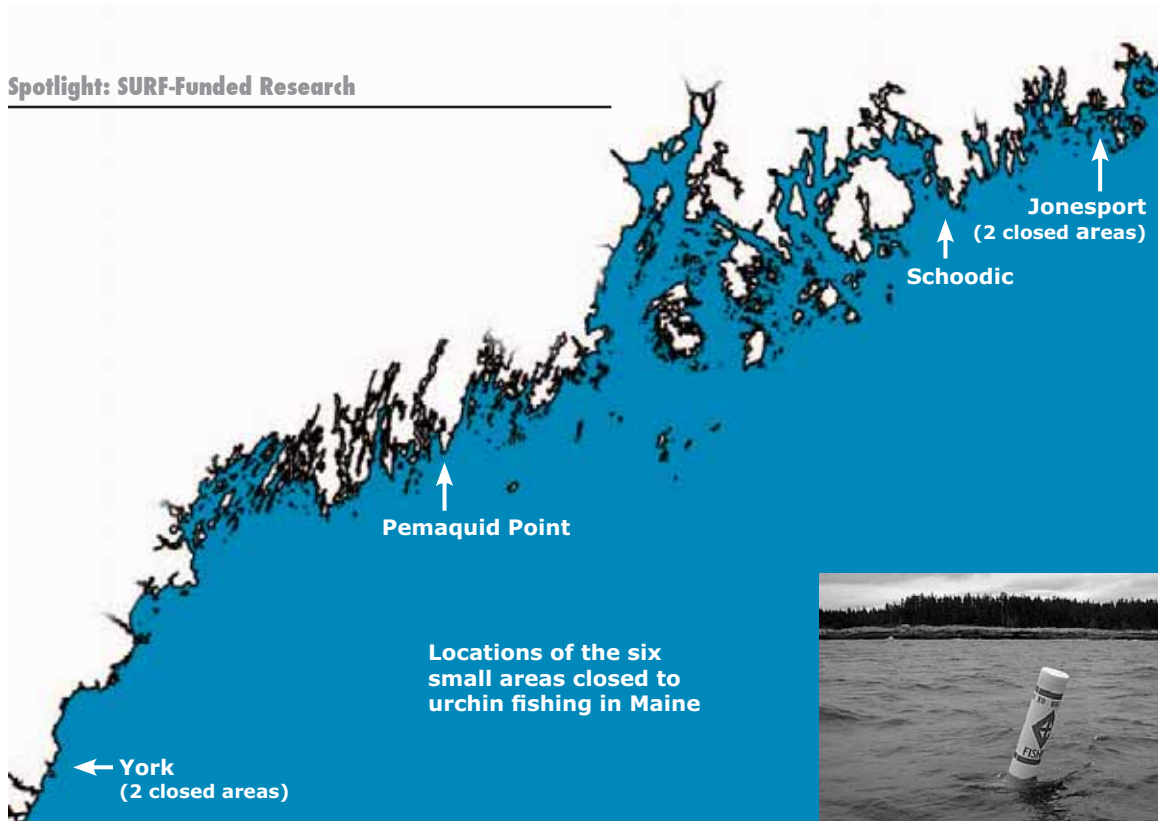 Spotlight: SURF-Funded Research
Jonesport
(2 closed areas)
Schoodic
Pemaquid Point
Locations of the six
small areas closed to
urchin fishing in Maine
York
(2 closed areas)